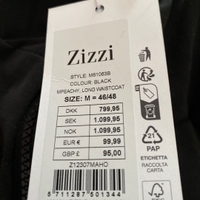 Zizzi
STYLE: M61063B
COLOUR: BLACK
MPEACHY, LONG WAISTCOAT
SIZE: M = 46/48
DKK 799,95
SEK 1.099,95
NOK 1.099,95
EURO 99,99
GBP £ 95,00
Z12307MAHO
5 711287 501344
21
PAP
ETICHETTA
RACCOLTA
CARTA